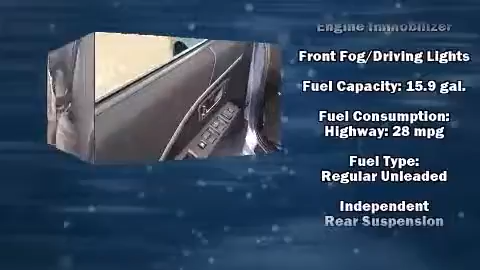 Engine Immobilizer
Front Fog/Driving Lights
Fuel Capacity: 15.9 gal.
Fuel Consumption:
Highway: 28 mpg
Fuel Type:
Regular Unleaded
Independent
Rear Suspension